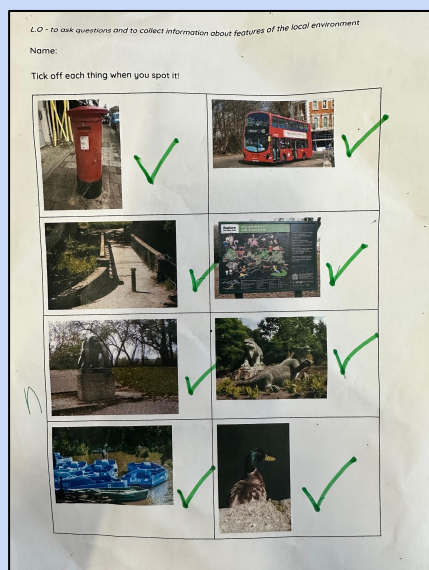 L.O - to ask questions and to collect information about features of the local environment
Name:
Tick off each thing when you spot it!
n